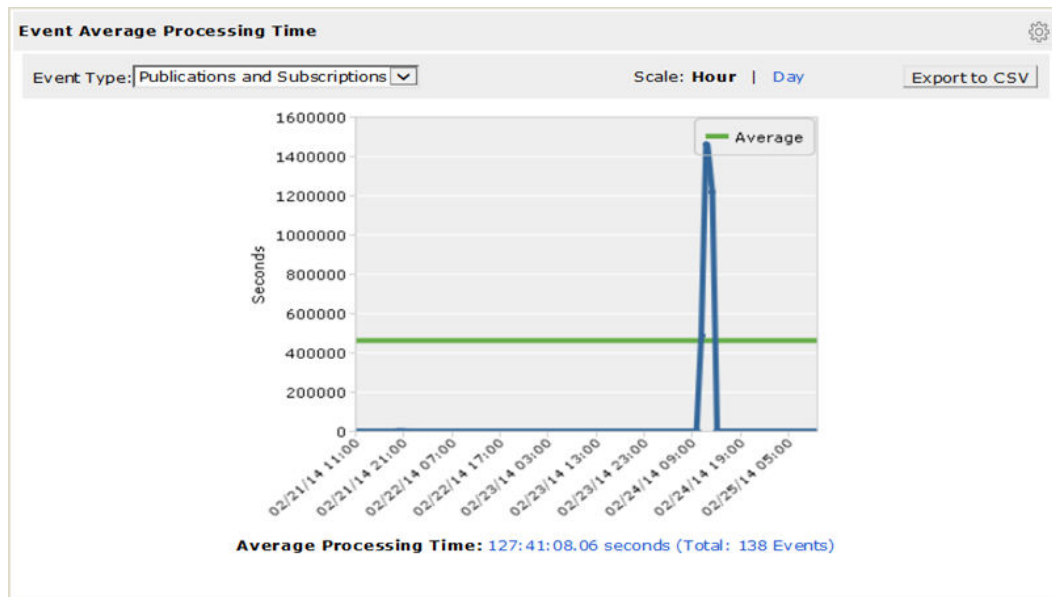 Event Average Processing Time
Event Type: Publications and Subscriptions
Scale: Hour | Day
Export to CSV
Average
1600000
1400000
1200000
1000000
800000
600000
400000
200000
0
Seconds
02/21/14 11:00
02/21/14 21:00
02/22/14 07:00
02/22/14 17:00
02/23/14 03:00
02/23/14 13:00
02/23/14 23:00
02/24/14 09:00
02/24/14 19:00
02/25/14 05:00
Average Processing Time: 127:41:08.06 seconds (Total: 138 Events)